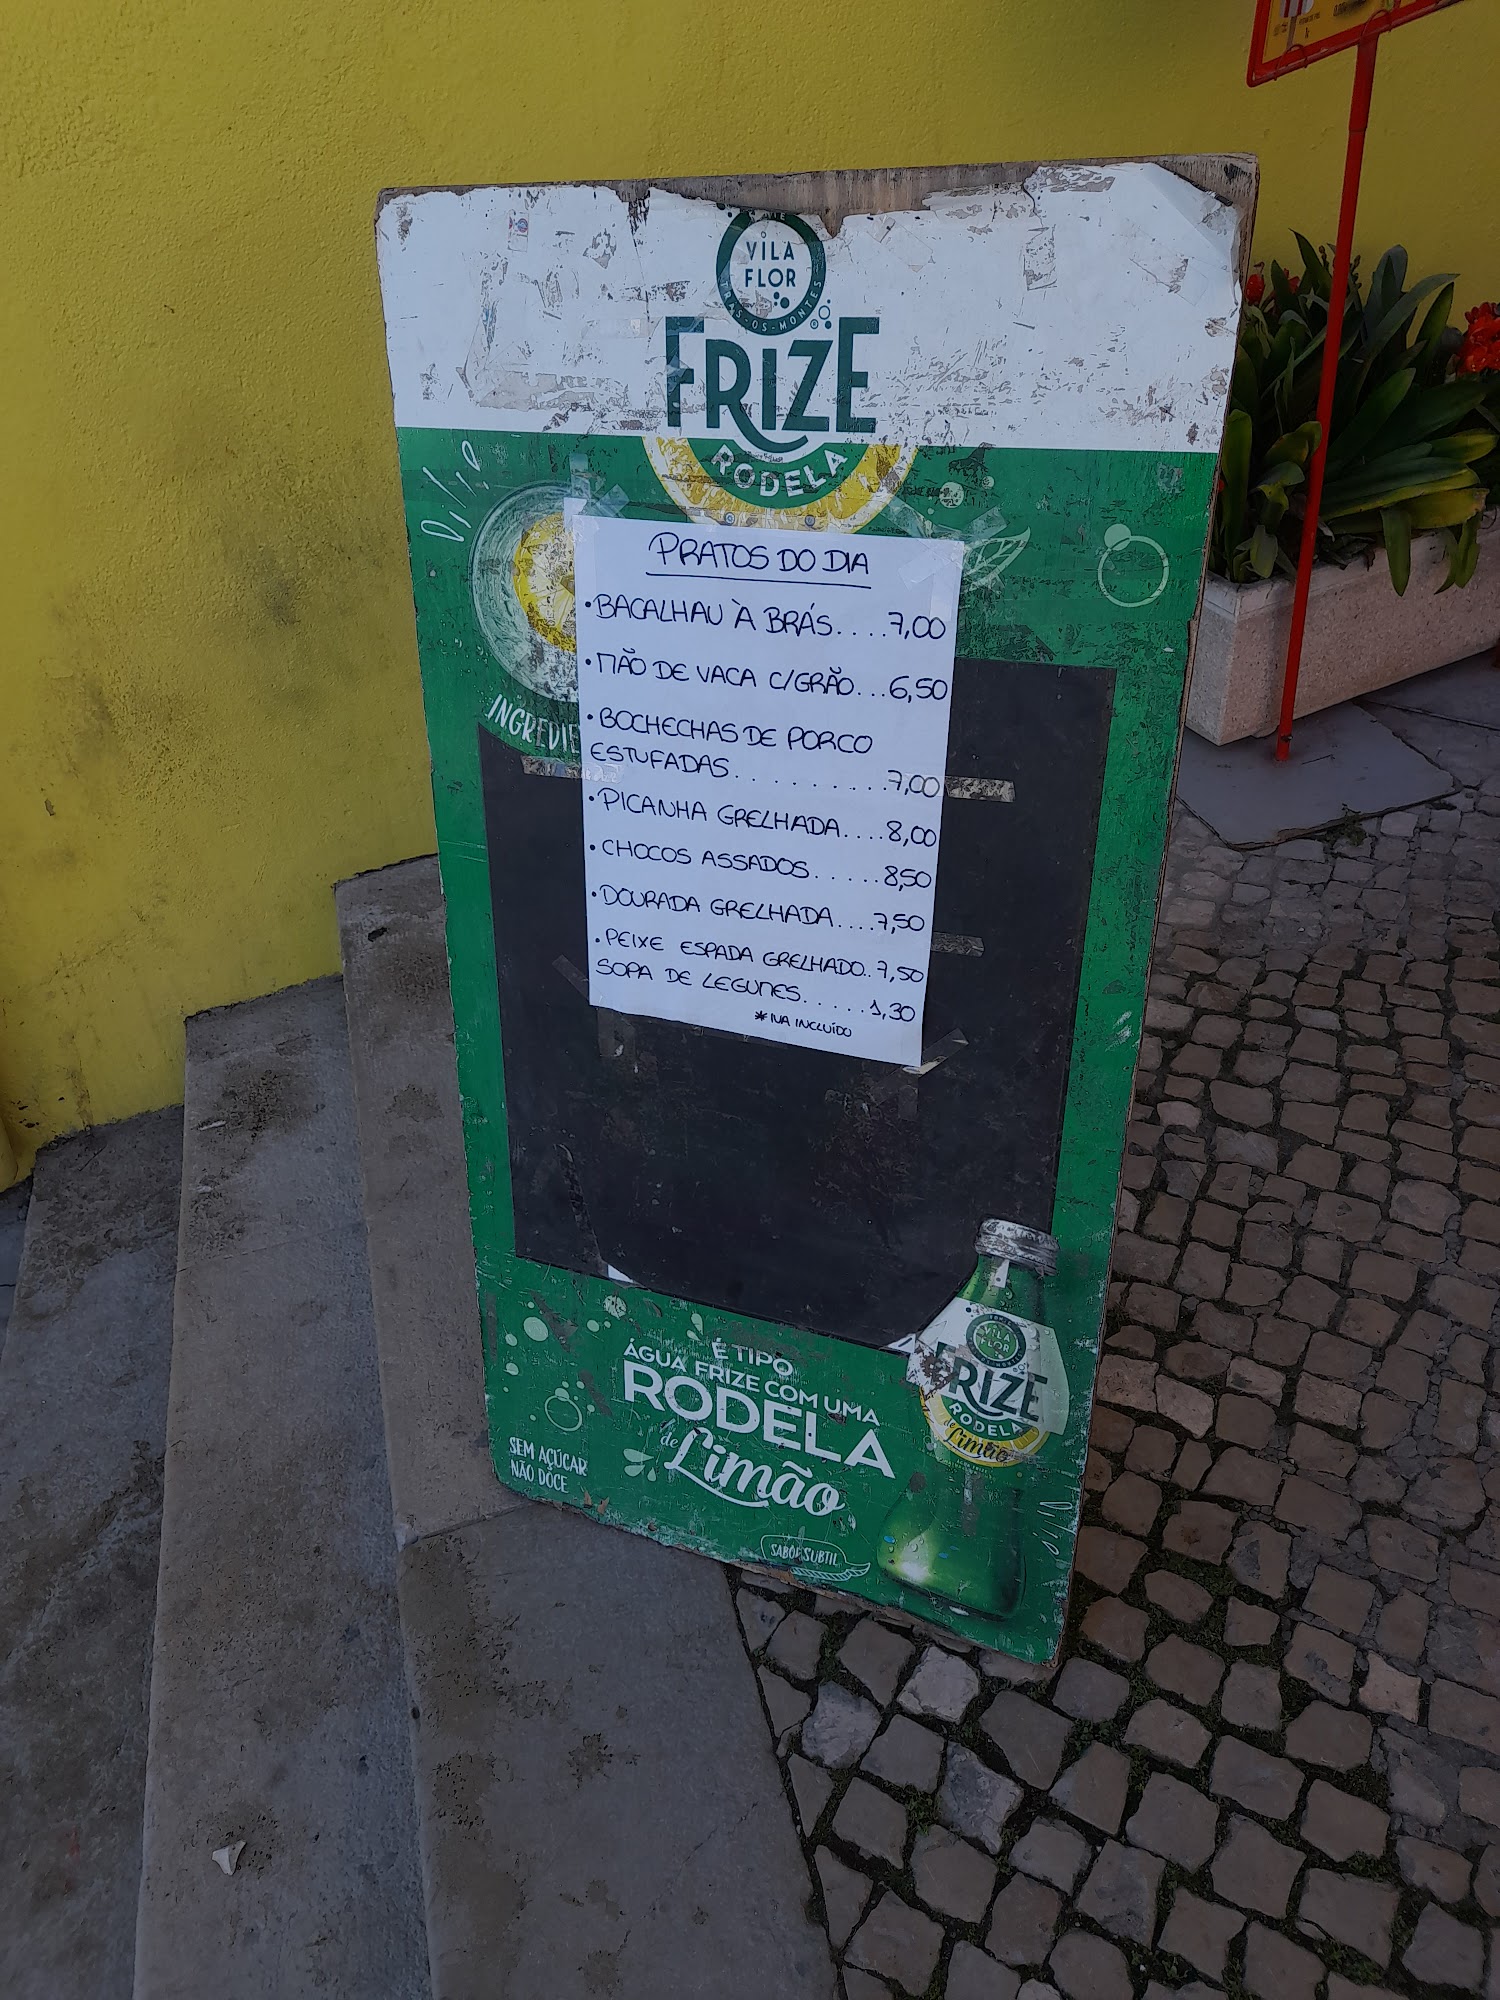 VILA
FLOR
TRÁS-OS-MONTES
FRIZE
RODELA
INGREDIE
PRATOS DO DIA
•BACALHAU À BRÁS....7,00
•MÃO DE VACA C/GRÃO...6,50
•BOCHECHAS DE PORCO
ESTUFADAS........7,00
•PICANHA GRELHADA....8,00
•CHOCOS ASSADOS.....8,50
•DOURADA GRELHADA...7,50
•PEIXE ESPADA GRELHADO..7,50
SOPA DE LEGUMES.....1,30
*IVA INCLUÍDO
É TIPO
ÁGUA FRIZE COM UMA
RODELA
de Limão
SEM AÇÚCAR
NÃO DOCE
SABOR SUBTIL
VILA
FLOR
FRIZE
RODELA
de Limão